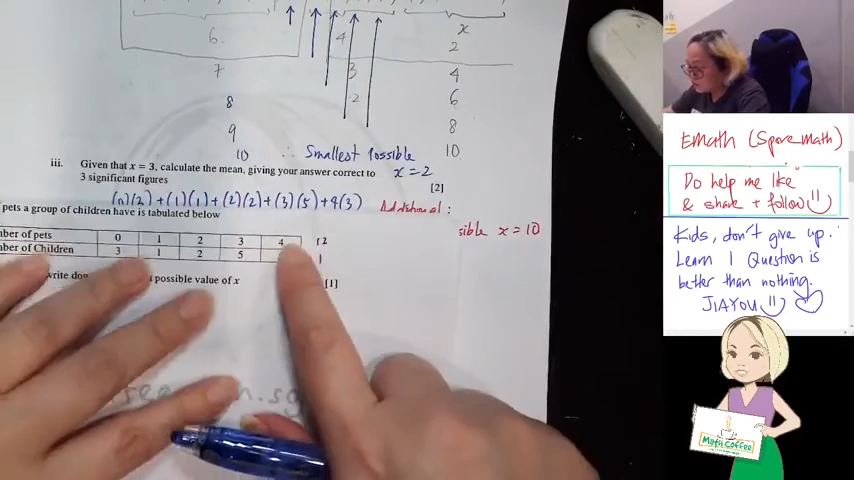 6.
4
x
2
7
3
4
8
2
6
9
8
10
∴ Smallest Possible
x = 2
10
iii. Given that x = 3, calculate the mean, giving your answer correct to
3 significant figures
[2]
(0)(2) + (1)(1) + (2)(2) + (3)(5) + 4(3)
Additional :
pets a group of children have is tabulated below
sible x = 10
mber of pets 0 1 2 3 4 12
mber of Children 3 1 2 5 1
write possible value of x [1]
Emath (Spore math)
Do help me like
& share + follow
Kids, don't give up.
Learn 1 Question is
better than nothing.
JIAYOU
Math Coffee